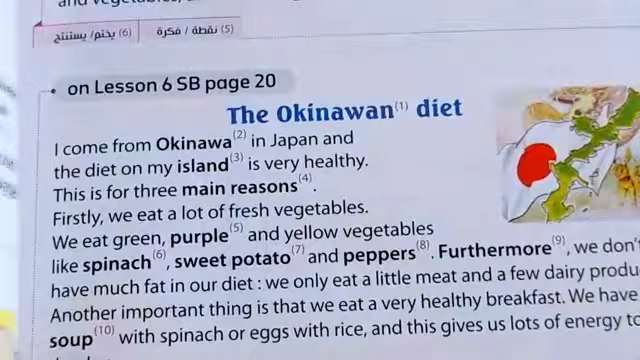 (5) نقطة / فكرة (6) يختم/ يستنتج
on Lesson 6 SB page 20
The Okinawan(1) diet
I come from Okinawa(2) in Japan and
the diet on my island(3) is very healthy.
This is for three main reasons(4).
Firstly, we eat a lot of fresh vegetables.
We eat green, purple(5) and yellow vegetables
like spinach(6), sweet potato(7) and peppers(8). Furthermore(9), we don't
have much fat in our diet : we only eat a little meat and a few dairy produ
Another important thing is that we eat a very healthy breakfast. We have
soup(10) with spinach or eggs with rice, and this gives us lots of energy to